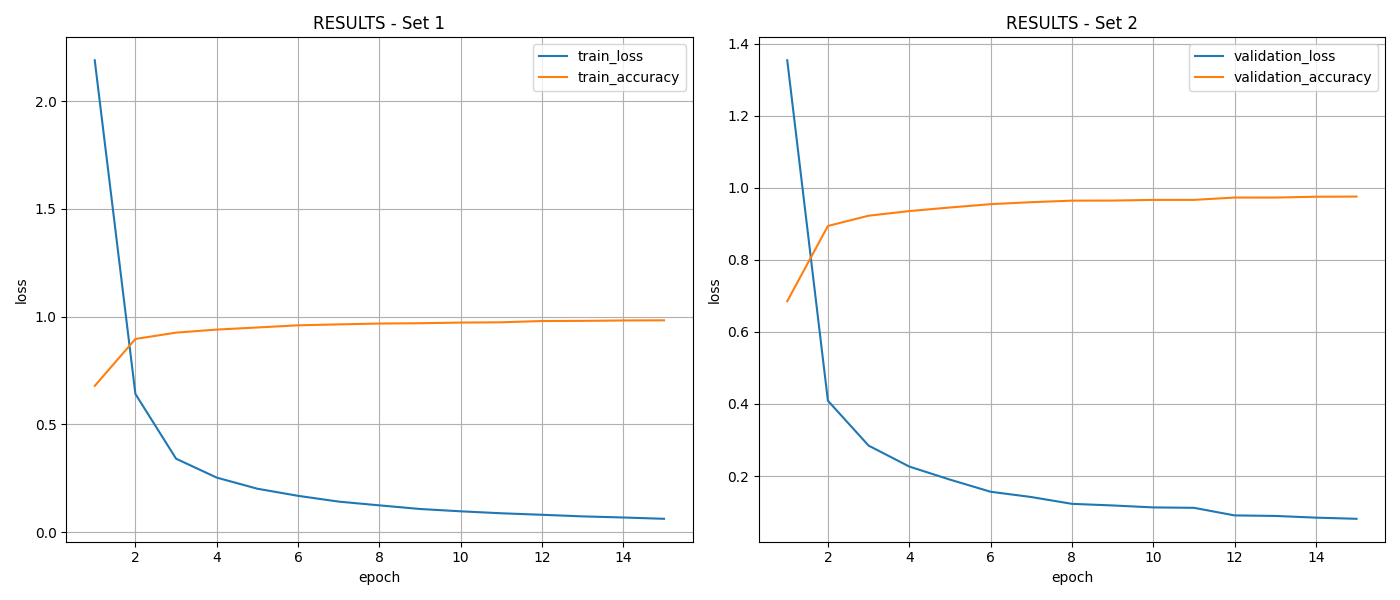 RESULTS - Set 1
train_loss
train_accuracy
2.0
1.5
1.0
0.5
0.0
loss
2 4 6 8 10 12 14
epoch
RESULTS - Set 2
validation_loss
validation_accuracy
1.4
1.2
1.0
0.8
0.6
0.4
0.2
loss
2 4 6 8 10 12 14
epoch